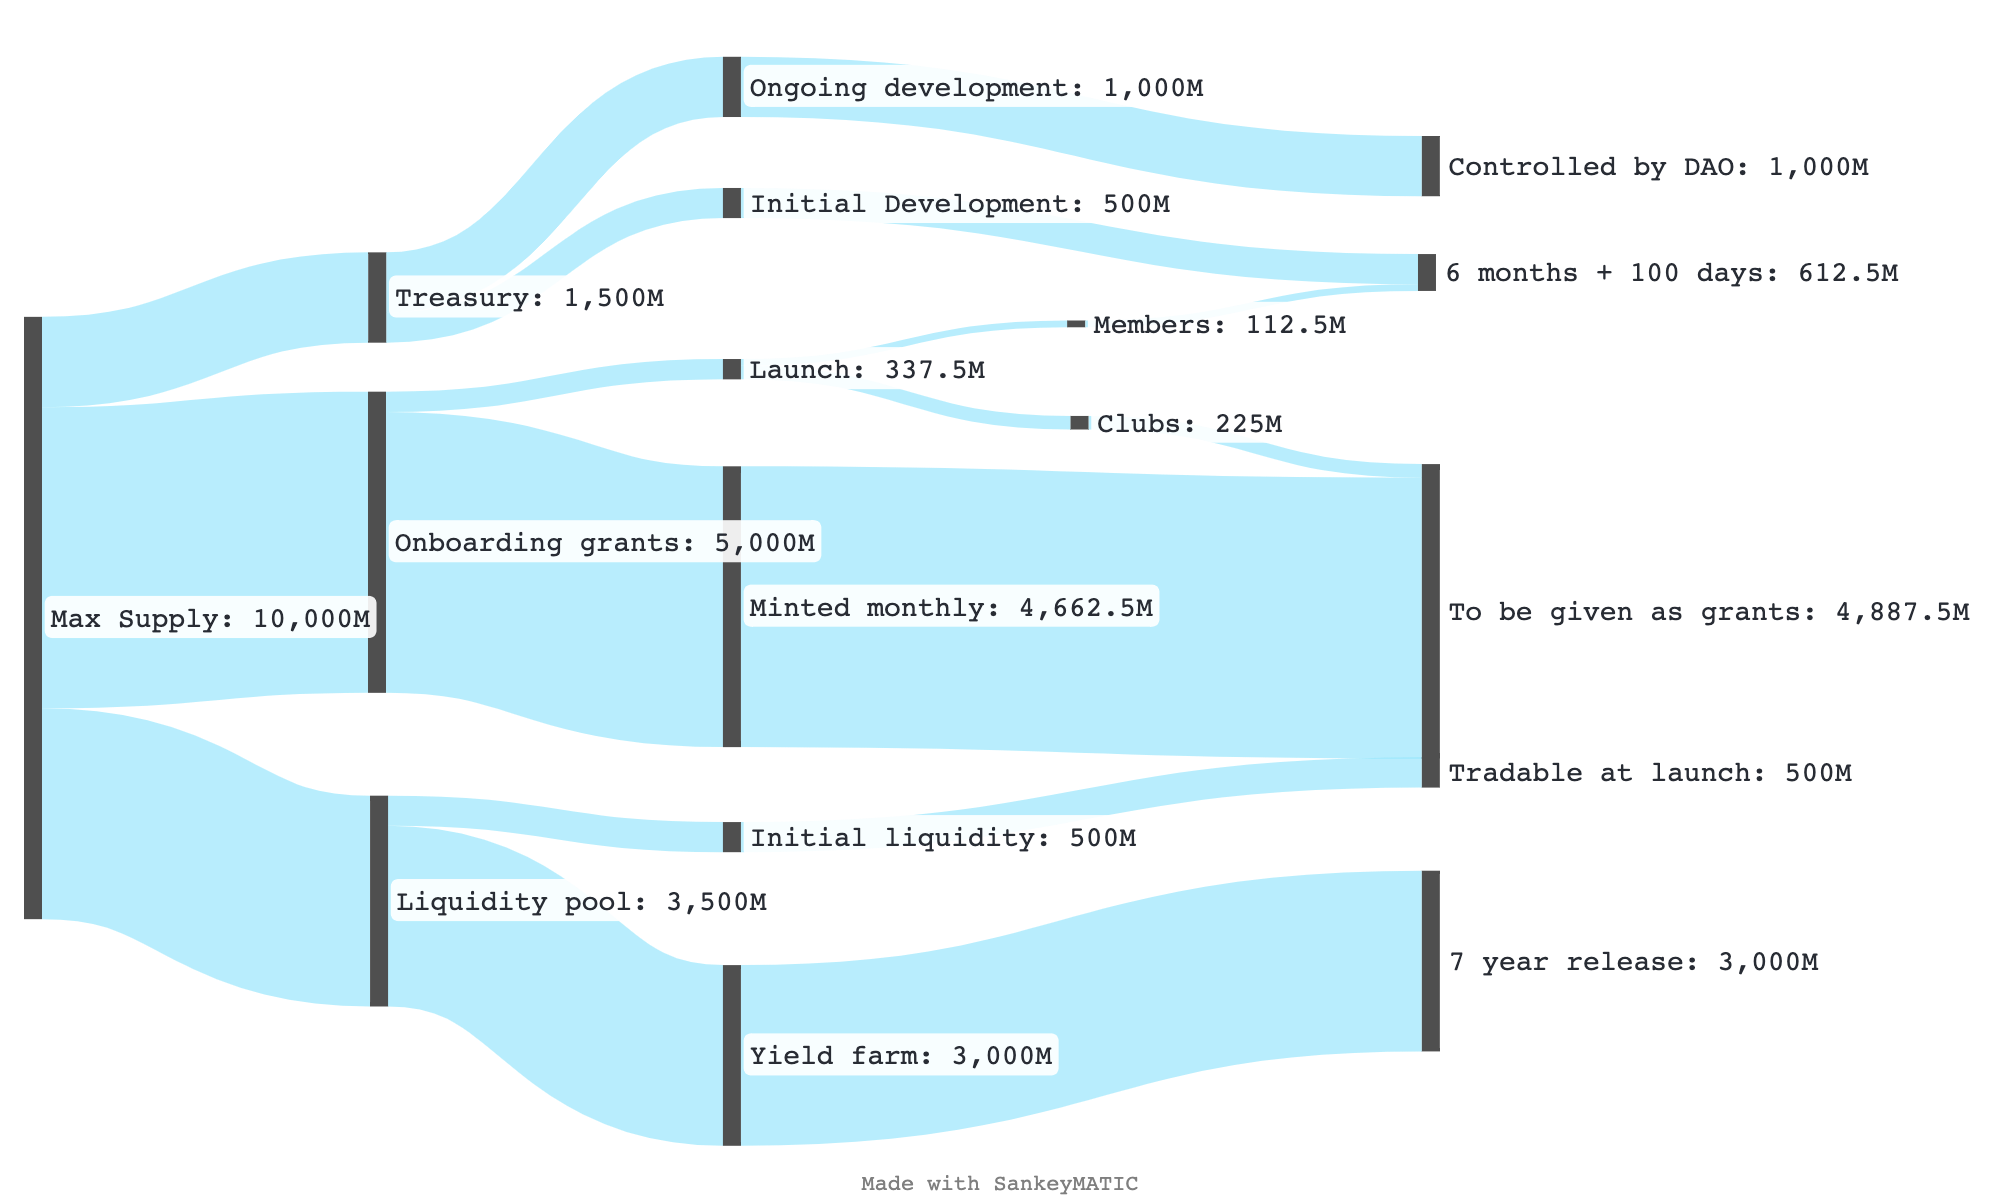 Ongoing development: 1,000M
Controlled by DAO: 1,000M
Initial Development: 500M
6 months + 100 days: 612.5M
Treasury: 1,500M
Members: 112.5M
Launch: 337.5M
Clubs: 225M
Onboarding grants: 5,000M
Minted monthly: 4,662.5M
To be given as grants: 4,887.5M
Max Supply: 10,000M
Tradable at launch: 500M
Initial liquidity: 500M
Liquidity pool: 3,500M
7 year release: 3,000M
Yield farm: 3,000M
Made with SankeyMATIC